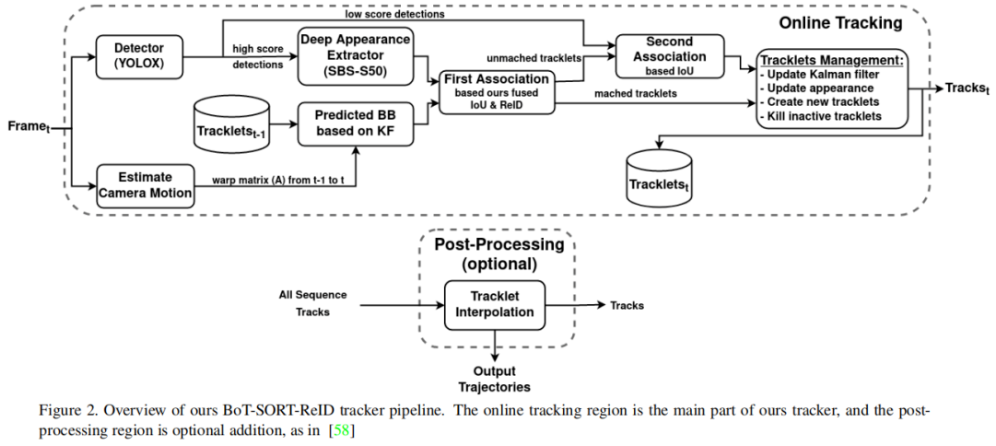 low score detections
Online Tracking
Detector
(YOLOX)
high score
detections
Deep Appearance
Extractor
(SBS-S50)
unmached tracklets
Second
Association
based IoU
First Association
based ours fused
IoU & ReID
mached tracklets
Tracklets Management:
- Update Kalman filter
- Update appearance
- Create new tracklets
- Kill inactive tracklets
Tracks_t
Frame_t
Tracklets_t-1
Predicted BB
based on KF
Estimate
Camera Motion
warp matrix (A) from t-1 to t
Tracklets_t
Post-Processing
(optional)
All Sequence
Tracks
Tracklet
Interpolation
Tracks
Output
Trajectories
Figure 2. Overview of ours BoT-SORT-ReID tracker pipeline. The online tracking region is the main part of ours tracker, and the post-
processing region is optional addition, as in [58]